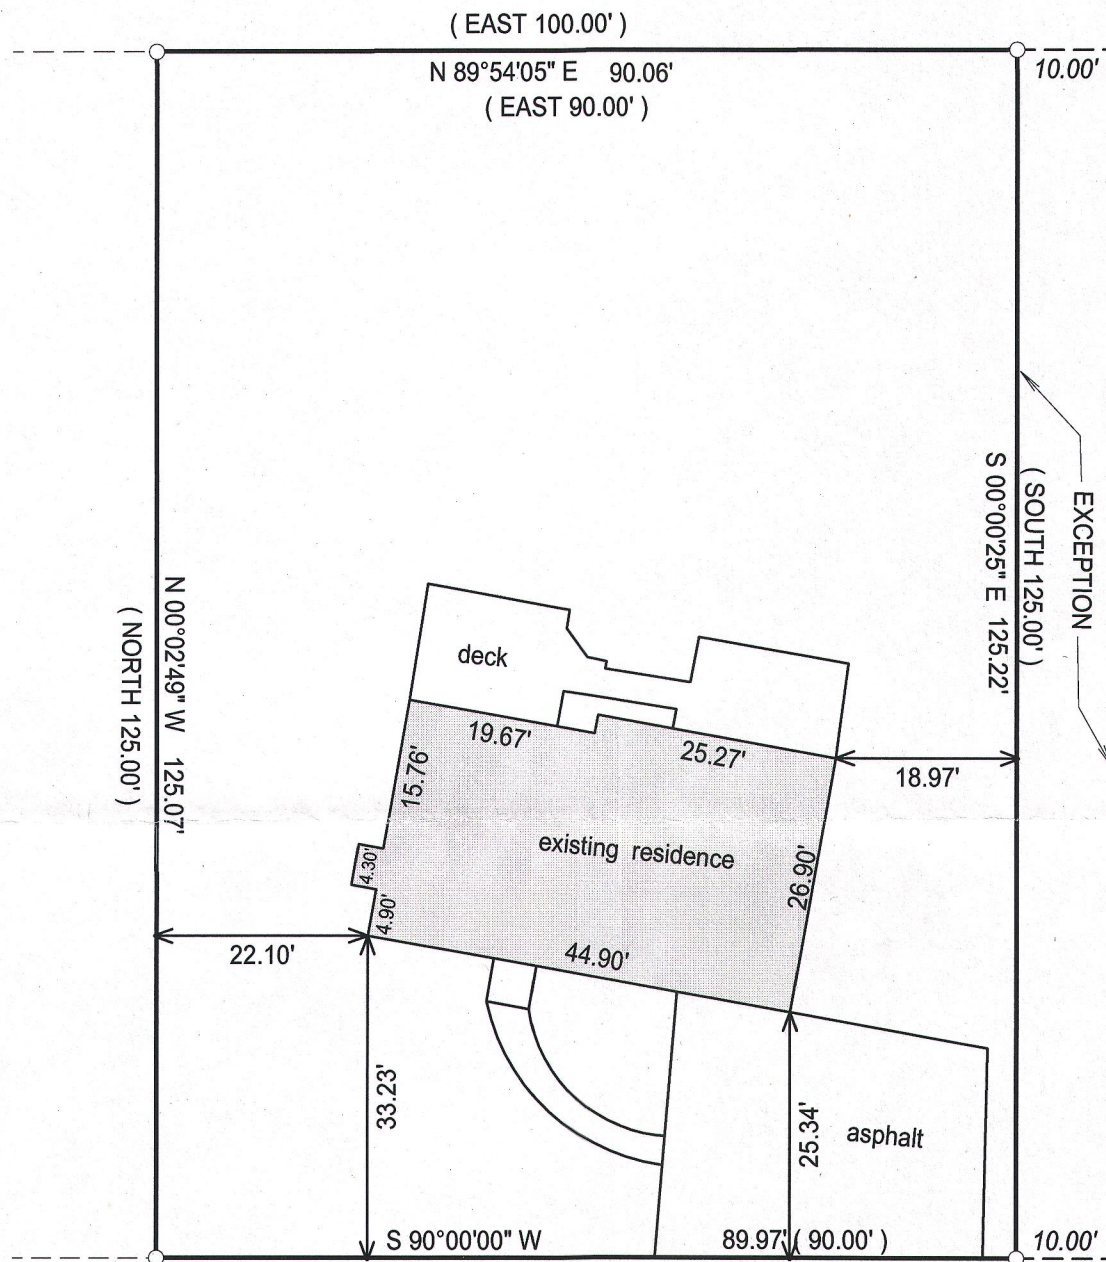 ( EAST 100.00' )
N 89°54'05" E 90.06'
( EAST 90.00' )
10.00'
S 00°00'25" E 125.22'
( SOUTH 125.00' )
EXCEPTION
N 00°02'49" W 125.07'
( NORTH 125.00' )
deck
19.67'
25.27'
15.76'
18.97'
existing residence
4.30'
26.90'
4.90'
22.10'
44.90'
33.23'
25.34'
asphalt
S 90°00'00" W 89.97' ( 90.00' )
10.00'